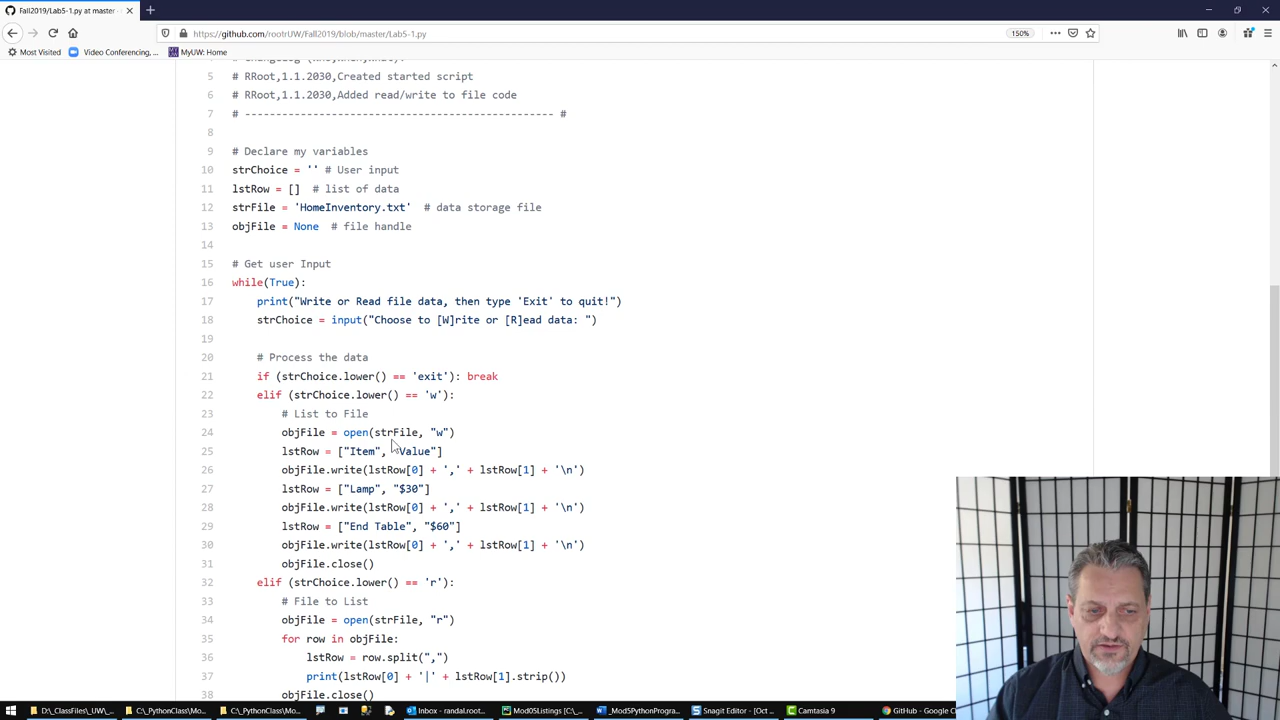 Fall2019/Lab5-1.py at master ·
https://github.com/rootrUW/Fall2019/blob/master/Lab5-1.py
150%
Most Visited
Video Conferencing, ...
MyUW: Home
5 # RRoot,1.1.2030,Created started script
6 # RRoot,1.1.2030,Added read/write to file code
7 # -------------------------------------------------- #
8
9 # Declare my variables
10 strChoice = '' # User input
11 lstRow = [] # list of data
12 strFile = 'HomeInventory.txt' # data storage file
13 objFile = None # file handle
14
15 # Get user Input
16 while(True):
17 print("Write or Read file data, then type 'Exit' to quit!")
18 strChoice = input("Choose to [W]rite or [R]ead data: ")
19
20 # Process the data
21 if (strChoice.lower() == 'exit'): break
22 elif (strChoice.lower() == 'w'):
23 # List to File
24 objFile = open(strFile, "w")
25 lstRow = ["Item", "Value"]
26 objFile.write(lstRow[0] + ',' + lstRow[1] + '\n')
27 lstRow = ["Lamp", "$30"]
28 objFile.write(lstRow[0] + ',' + lstRow[1] + '\n')
29 lstRow = ["End Table", "$60"]
30 objFile.write(lstRow[0] + ',' + lstRow[1] + '\n')
31 objFile.close()
32 elif (strChoice.lower() == 'r'):
33 # File to List
34 objFile = open(strFile, "r")
35 for row in objFile:
36 lstRow = row.split(",")
37 print(lstRow[0] + '|' + lstRow[1].strip())
38 objFile.close()
D:\_ClassFiles\_UW\_...
C:\_PythonClass\Mo...
C:\_PythonClass\Mo...
Inbox - randal.root...
Mod05Listings [C:\_...
_Mod5PythonProgra...
Snagit Editor - [Oct ...
Camtasia 9
GitHub - Google C...